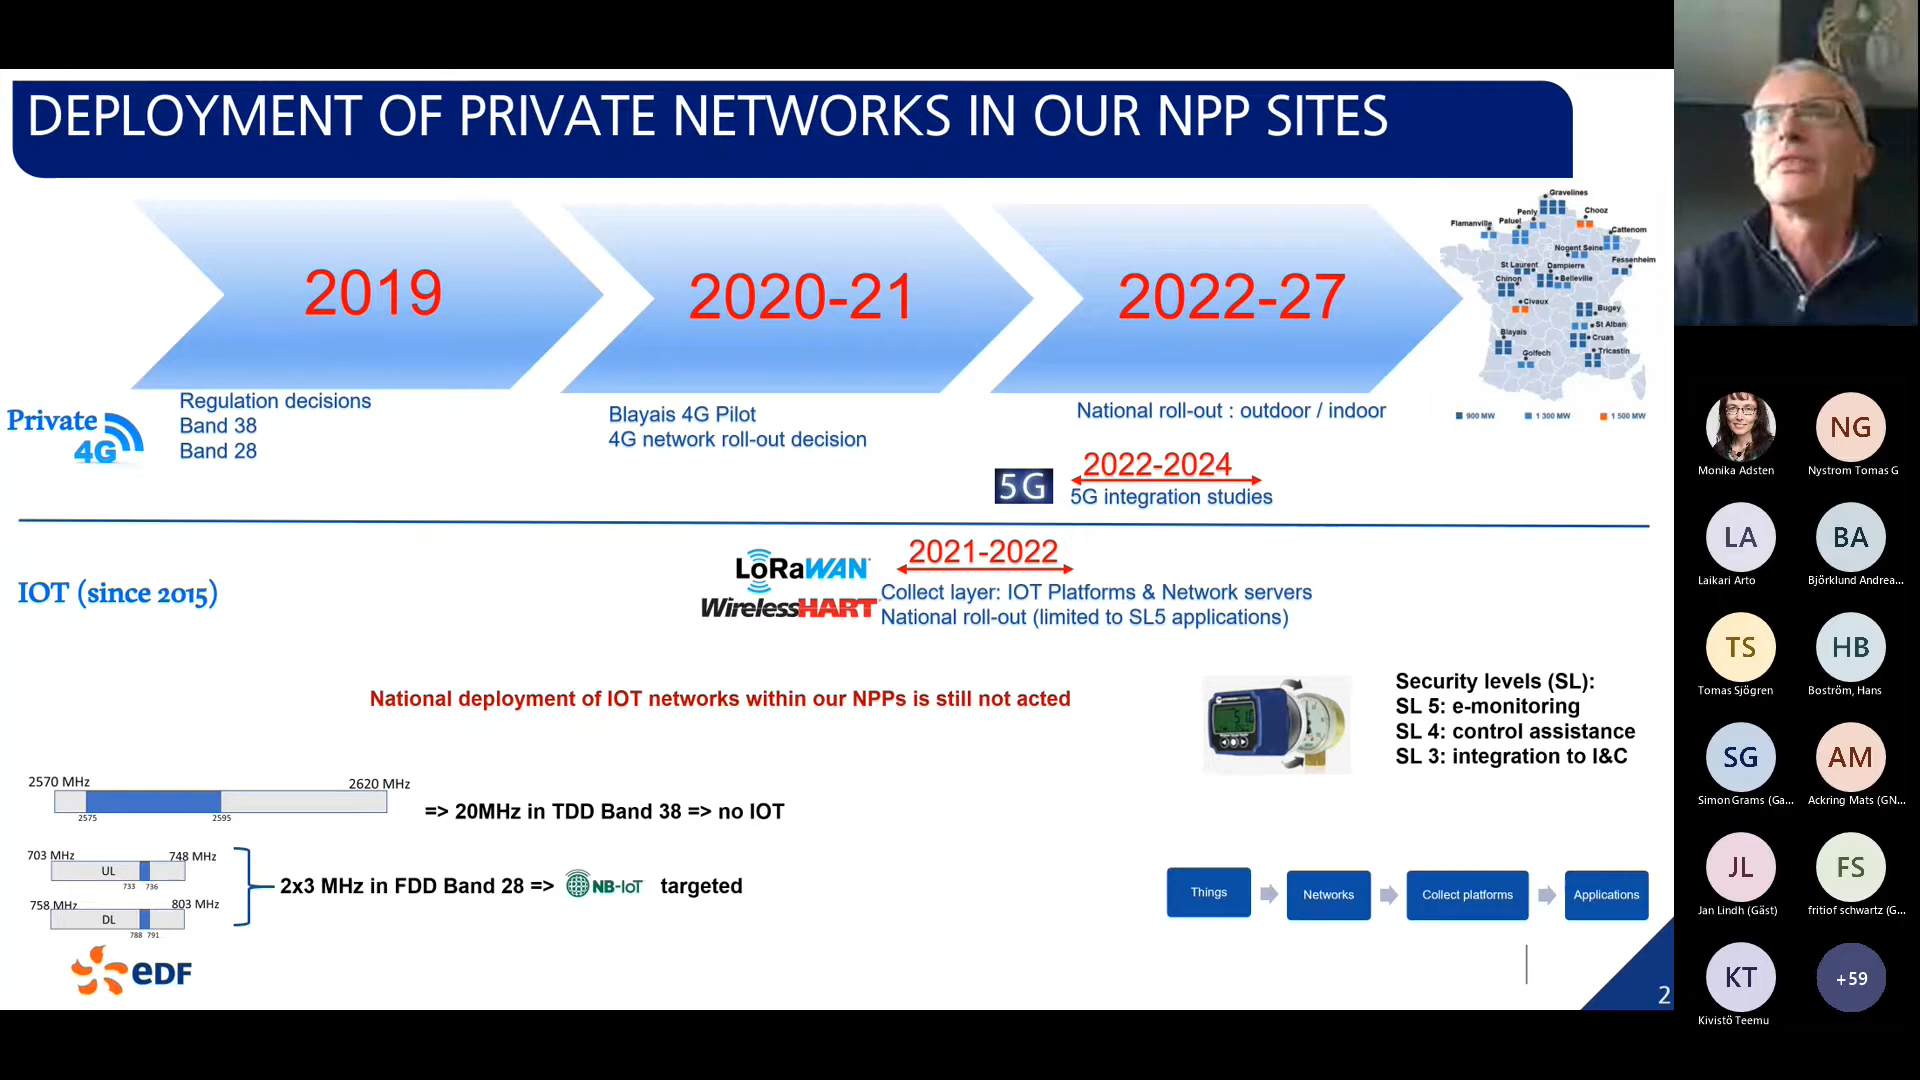 DEPLOYMENT OF PRIVATE NETWORKS IN OUR NPP SITES
2019
2020-21
2022-27
Gravelines
Penly
Chooz
Flamanville
Paluel
Cattenom
Nogent Seine
Fessenheim
St Laurent
Dampierre
Chinon
Belleville
Civaux
Bugey
St Alban
Blayais
Cruas
Golfech
Tricastin
900 MW
1 300 MW
1 500 MW
Private
4G
Regulation decisions
Band 38
Band 28
Blayais 4G Pilot
4G network roll-out decision
National roll-out : outdoor / indoor
5G
2022-2024
5G integration studies
IOT (since 2015)
LoRaWAN
WirelessHART
2021-2022
Collect layer: IOT Platforms & Network servers
National roll-out (limited to SL5 applications)
National deployment of IOT networks within our NPPs is still not acted
Security levels (SL):
SL 5: e-monitoring
SL 4: control assistance
SL 3: integration to I&C
2570 MHz
2620 MHz
2575
2595
=> 20MHz in TDD Band 38 => no IOT
703 MHz
748 MHz
UL
733 736
758 MHz
803 MHz
DL
788 791
2x3 MHz in FDD Band 28 => NB-IoT targeted
Things
Networks
Collect platforms
Applications
eDF
2
NG
Monika Adsten
Nystrom Tomas G
LA
BA
Laikari Arto
Björklund Andrea...
TS
HB
Tomas Sjögren
Boström, Hans
SG
AM
Simon Grams (Ga...
Ackring Mats (GN...
JL
FS
Jan Lindh (Gäst)
fritiof schwartz (G...
KT
+59
Kivistö Teemu